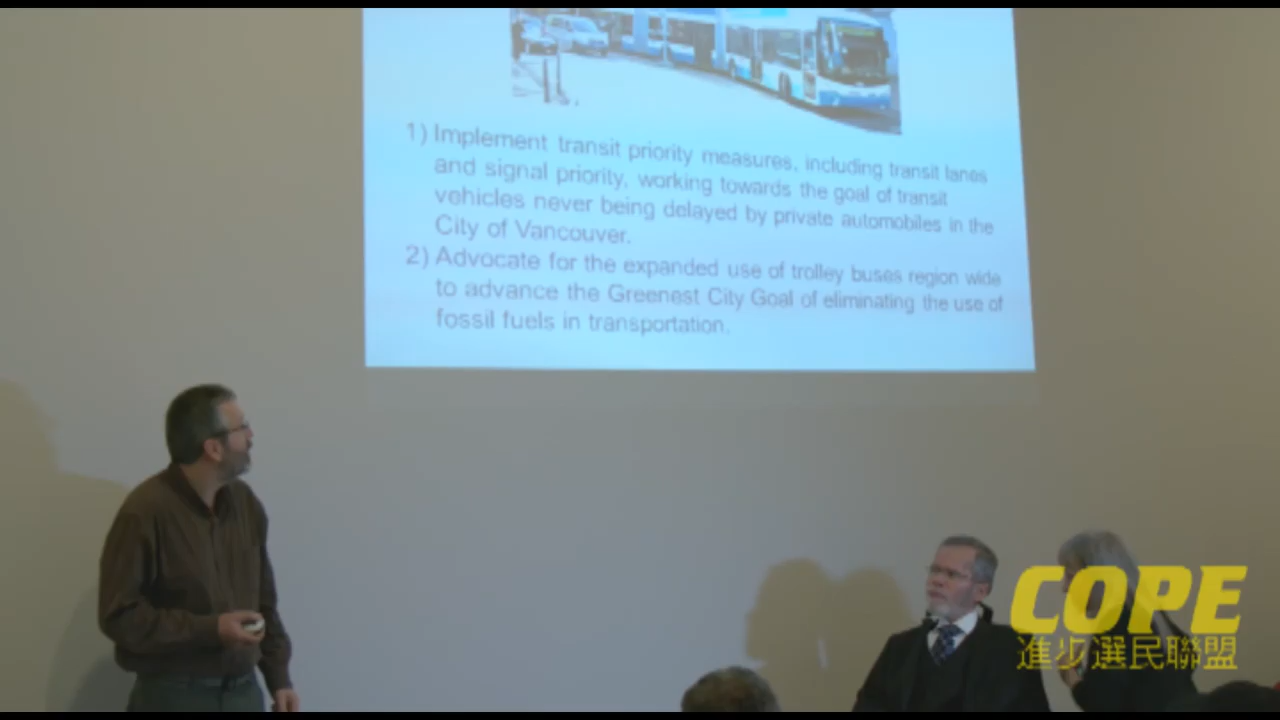 1) Implement transit priority measures, including transit lanes
and signal priority, working towards the goal of transit
vehicles never being delayed by private automobiles in the
City of Vancouver.
2) Advocate for the expanded use of trolley buses region wide
to advance the Greenest City Goal of eliminating the use of
fossil fuels in transportation.
COPE
進步選民聯盟